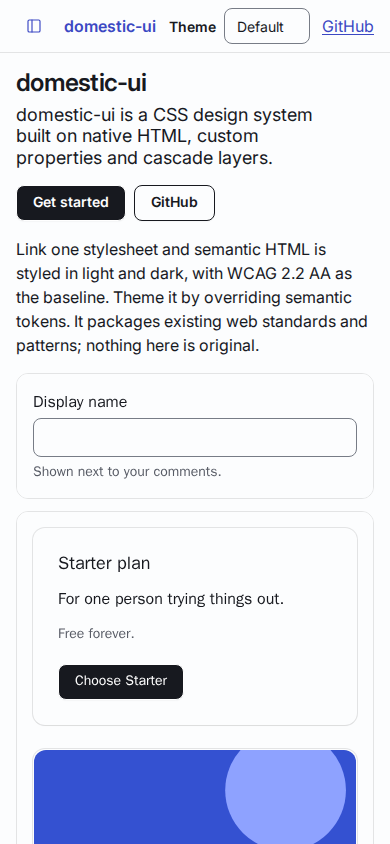 domestic-ui
Theme
Default
GitHub
domestic-ui
domestic-ui is a CSS design system
built on native HTML, custom
properties and cascade layers.
Get started
GitHub
Link one stylesheet and semantic HTML is
styled in light and dark, with WCAG 2.2 AA as
the baseline. Theme it by overriding semantic
tokens. It packages existing web standards and
patterns; nothing here is original.
Display name
Shown next to your comments.
Starter plan
For one person trying things out.
Free forever.
Choose Starter